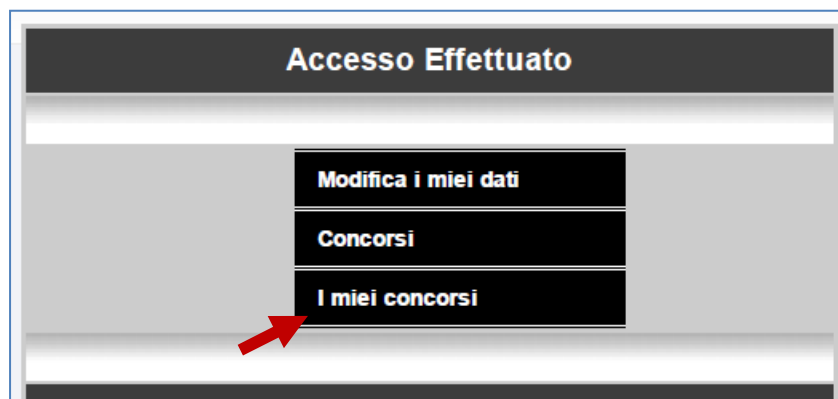 Accesso Effettuato
Modifica i miei dati
Concorsi
I miei concorsi